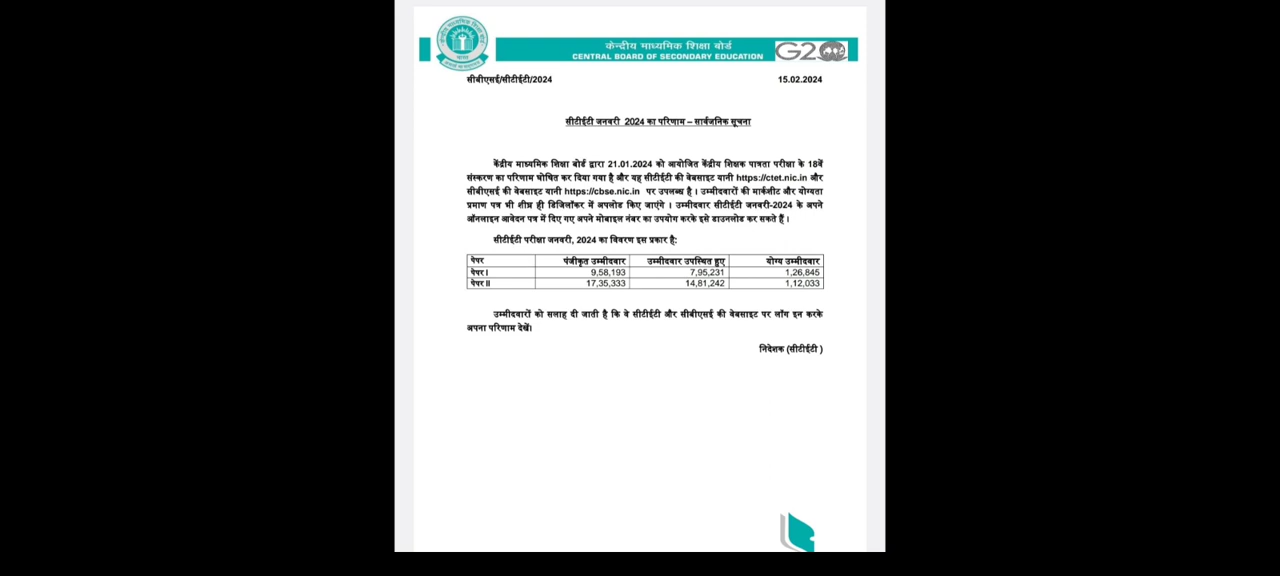 केन्दीय माध्यमिक शिक्षा बोर्ड
CENTRAL BOARD OF SECONDARY EDUCATION
G20
सीबीएसई/सीटीईटी/2024 15.02.2024
सीटीईटी जनवरी 2024 का परिणाम – सार्वजनिक सूचना
केंद्रीय माध्यमिक शिक्षा बोर्ड द्वारा 21.01.2024 को आयोजित केंद्रीय शिक्षक पात्रता परीक्षा के 18वें
संस्करण का परिणाम घोषित कर दिया गया है और यह सीटीईटी की वेबसाइट यानी https://ctet.nic.in और
सीबीएसई की वेबसाइट यानी https://cbse.nic.in पर उपलब्ध है । उम्मीदवारों की मार्कशीट और योग्यता
प्रमाण पत्र भी शीघ्र ही डिजिलॉकर में अपलोड किए जाएंगे । उम्मीदवार सीटीईटी जनवरी-2024 के अपने
ऑनलाइन आवेदन पत्र में दिए गए अपने मोबाइल नंबर का उपयोग करके इसे डाउनलोड कर सकते हैं ।
सीटीईटी परीक्षा जनवरी, 2024 का विवरण इस प्रकार है:
पेपर पंजीकृत उम्मीदवार उम्मीदवार उपस्थित हुए योग्य उम्मीदवार
पेपर I 9,58,193 7,95,231 1,26,845
पेपर II 17,35,333 14,81,242 1,12,033
उम्मीदवारों को सलाह दी जाती है कि वे सीटीईटी और सीबीएसई की वेबसाइट पर लॉग इन करके
अपना परिणाम देखें।
निदेशक (सीटीईटी )